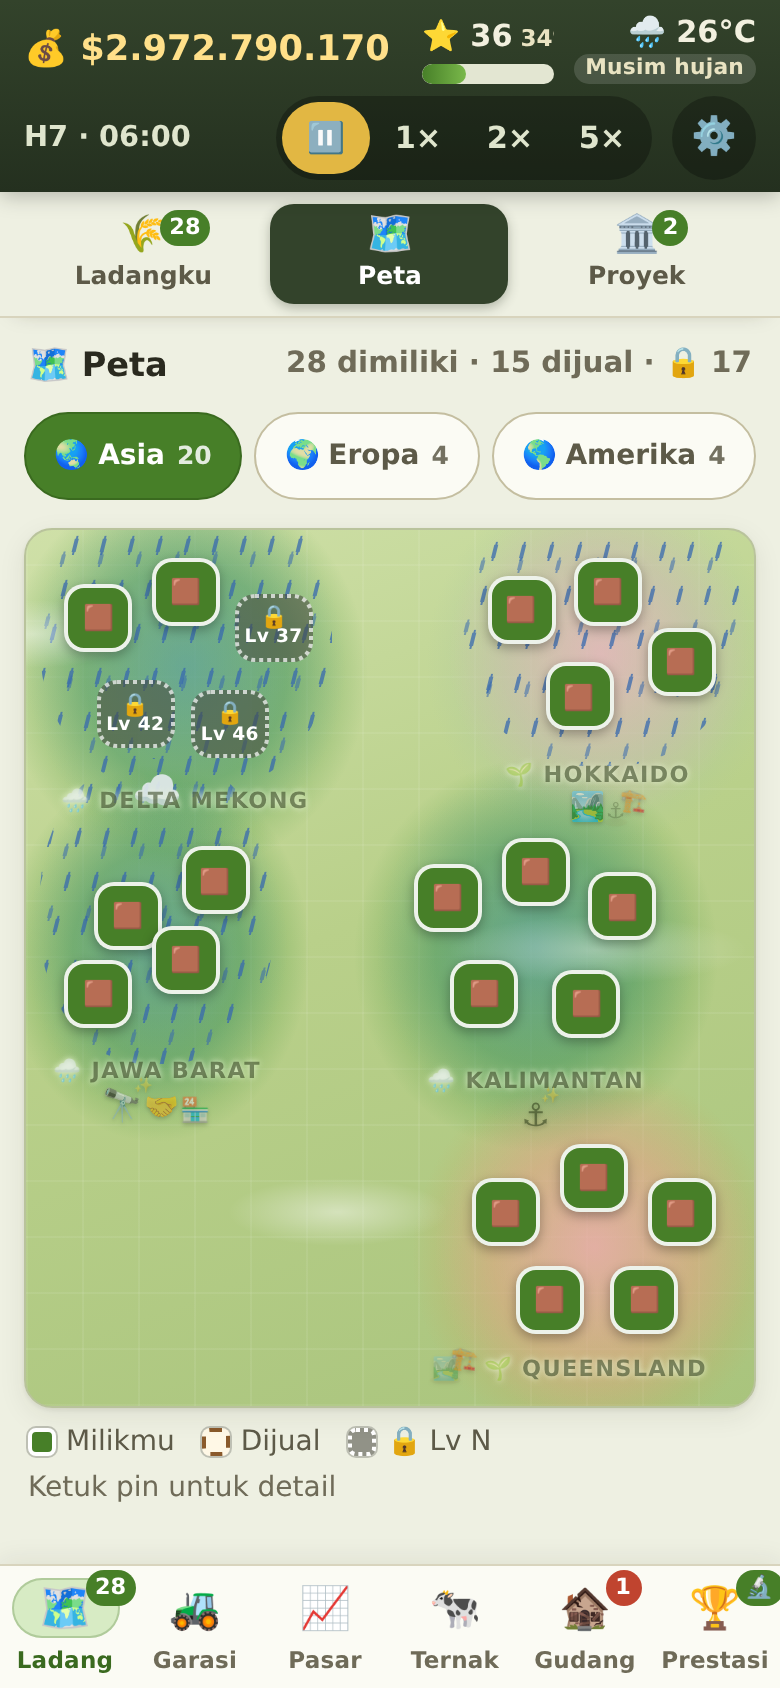 $2.972.790.170
36 34
26°C
Musim hujan
H7 · 06:00
1× 2× 5×
28
2
Ladangku Peta Proyek
Peta 28 dimiliki · 15 dijual · 17
Asia 20 Eropa 4 Amerika 4
Lv 37
Lv 42
Lv 46
HOKKAIDO
DELTA MEKONG
JAWA BARAT
KALIMANTAN
QUEENSLAND
Milikmu Dijual Lv N
Ketuk pin untuk detail
28
1
Ladang Garasi Pasar Ternak Gudang Prestasi